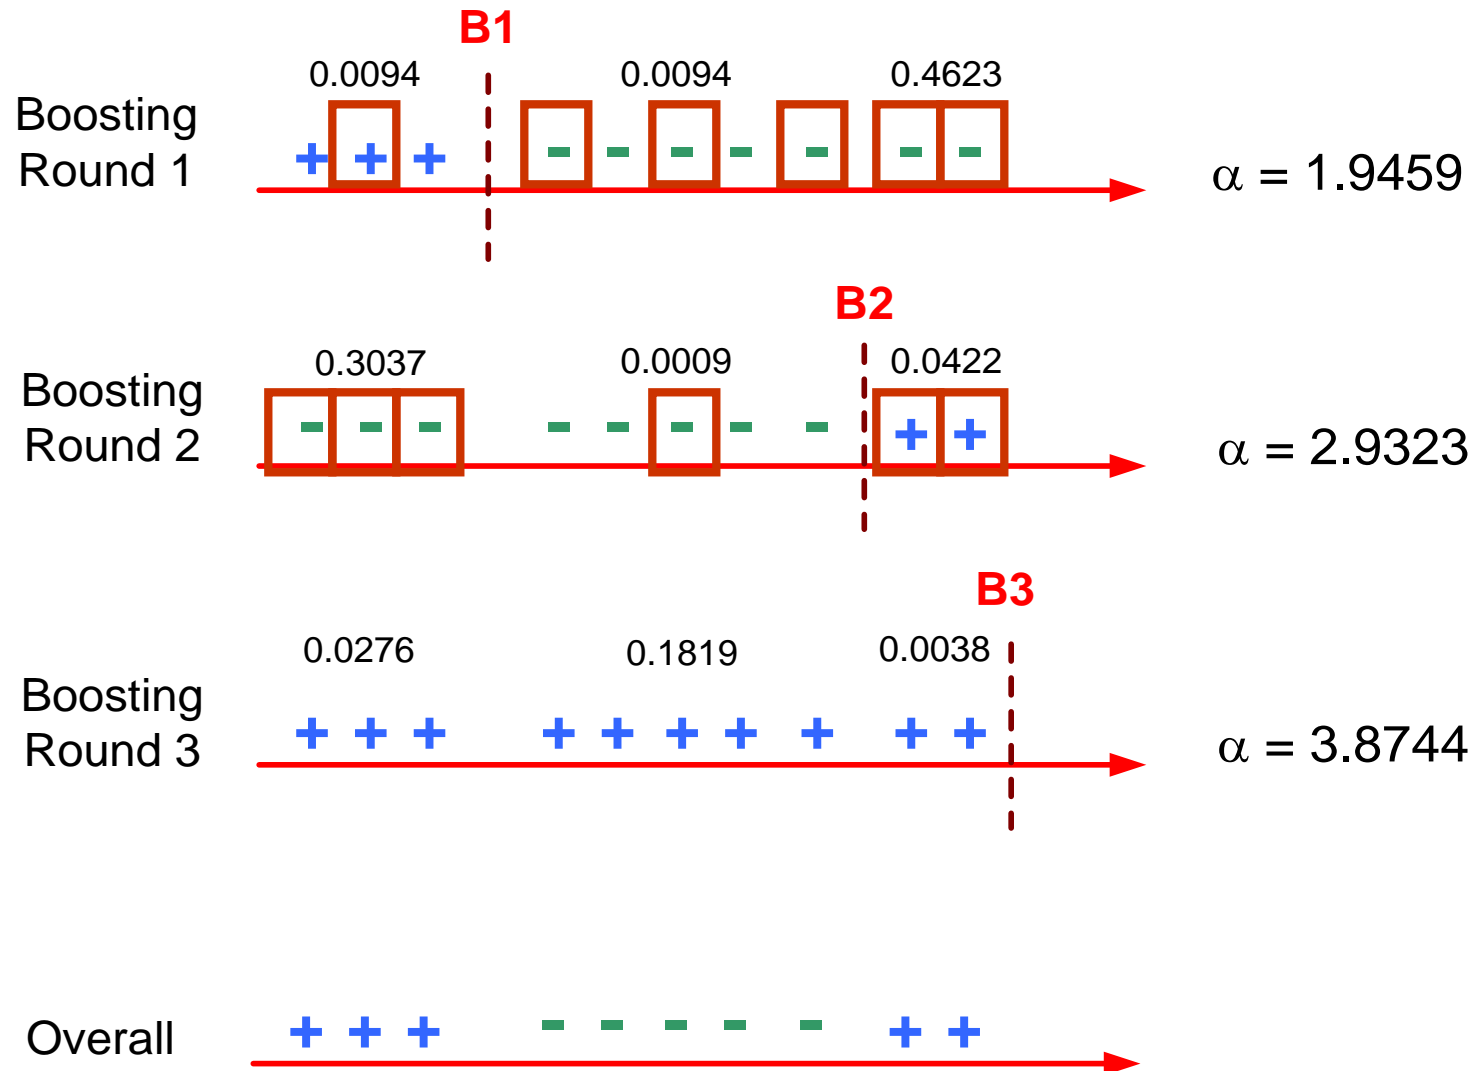 B1
0.0094 0.0094 0.4623
Boosting
Round 1
+ + + - - - - - - -
α = 1.9459
B2
0.3037 0.0009 0.0422
Boosting
Round 2
- - - - - - - - + +
α = 2.9323
B3
0.0276 0.1819 0.0038
Boosting
Round 3
+ + + + + + + + + +
α = 3.8744
Overall
+ + + - - - - - + +